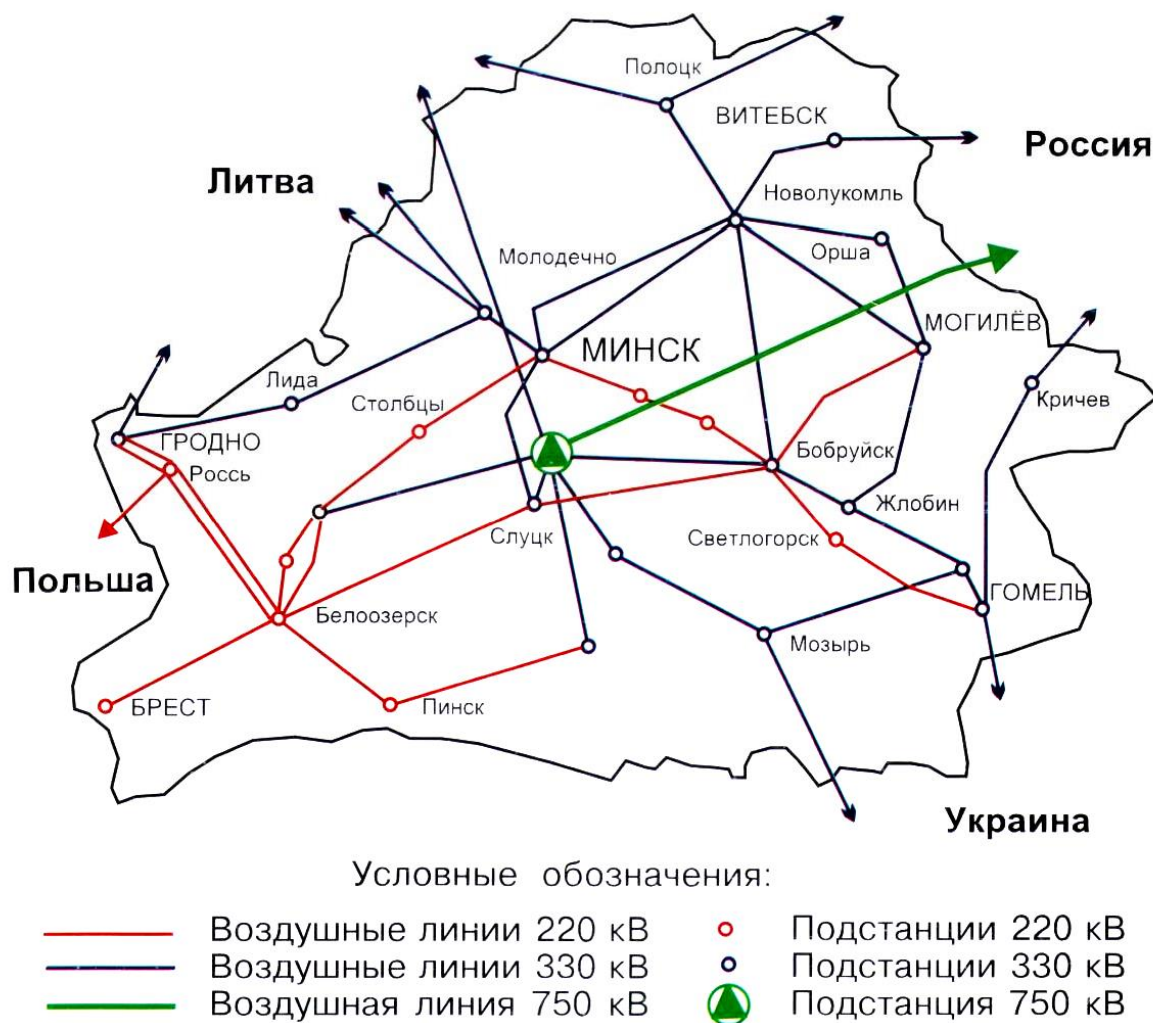 Полоцк
ВИТЕБСК
Россия
Литва
Новолукомль
Молодечно
Орша
МОГИЛЁВ
МИНСК
Лида
Столбцы
Кричев
ГРОДНО
Россь
Бобруйск
Жлобин
Слуцк
Светлогорск
Польша
ГОМЕЛЬ
Белоозерск
Мозырь
БРЕСТ
Пинск
Украина
Условные обозначения:
Воздушные линии 220 кВ
Подстанции 220 кВ
Воздушные линии 330 кВ
Подстанции 330 кВ
Воздушная линия 750 кВ
Подстанция 750 кВ